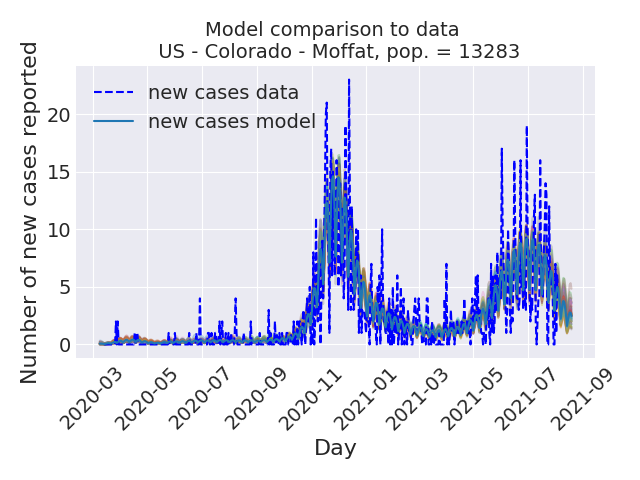 Model comparison to data
US - Colorado - Moffat, pop. = 13283
Number of new cases reported
new cases data
new cases model
20
15
10
5
0
2020-03
2020-05
2020-07
2020-09
2020-11
2021-01
2021-03
2021-05
2021-07
2021-09
Day